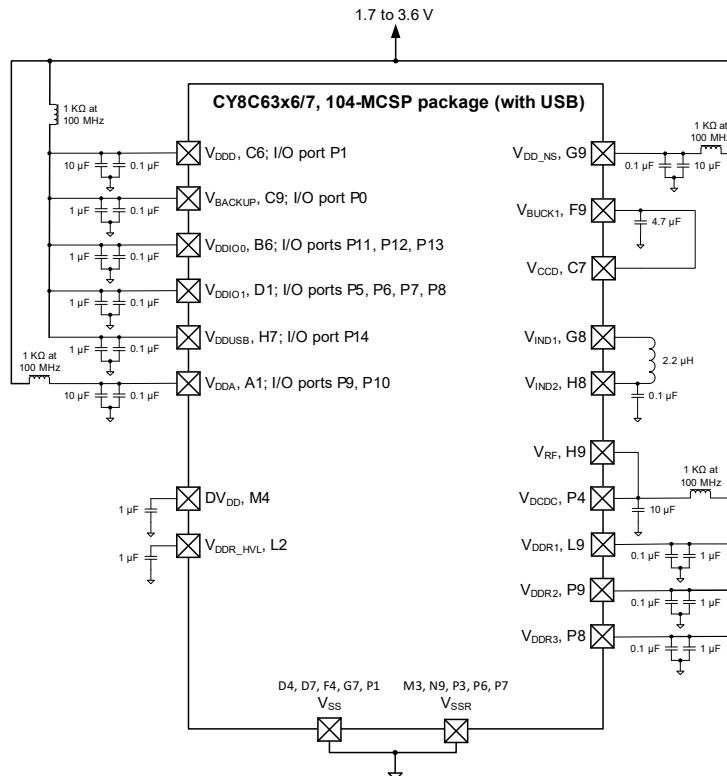 1.7 to 3.6 V
CY8C63x6/7, 104-MCSP package (with USB)
1 KΩ at
100 MHz
10 µF
0.1 µF
VDDD, C6; I/O port P1
1 µF
0.1 µF
VBACKUP, C9; I/O port P0
1 µF
0.1 µF
VDDIO0, B6; I/O ports P11, P12, P13
1 µF
0.1 µF
VDDIO1, D1; I/O ports P5, P6, P7, P8
1 µF
0.1 µF
VDDUSB, H7; I/O port P14
1 KΩ at
100 MHz
10 µF
0.1 µF
VDDA, A1; I/O ports P9, P10
1 µF
DVDD, M4
1 µF
VDDR_HVL, L2
VDD_NS, G9
0.1 µF
10 µF
1 KΩ at
100 MHz
VBUCK1, F9
4.7 µF
VCCD, C7
VIND1, G8
2.2 µH
VIND2, H8
0.1 µF
VRF, H9
VDCDC, P4
10 µF
1 KΩ at
100 MHz
VDDR1, L9
0.1 µF
1 µF
VDDR2, P9
0.1 µF
1 µF
VDDR3, P8
0.1 µF
1 µF
D4, D7, F4, G7, P1
VSS
M3, N9, P3, P6, P7
VSSR